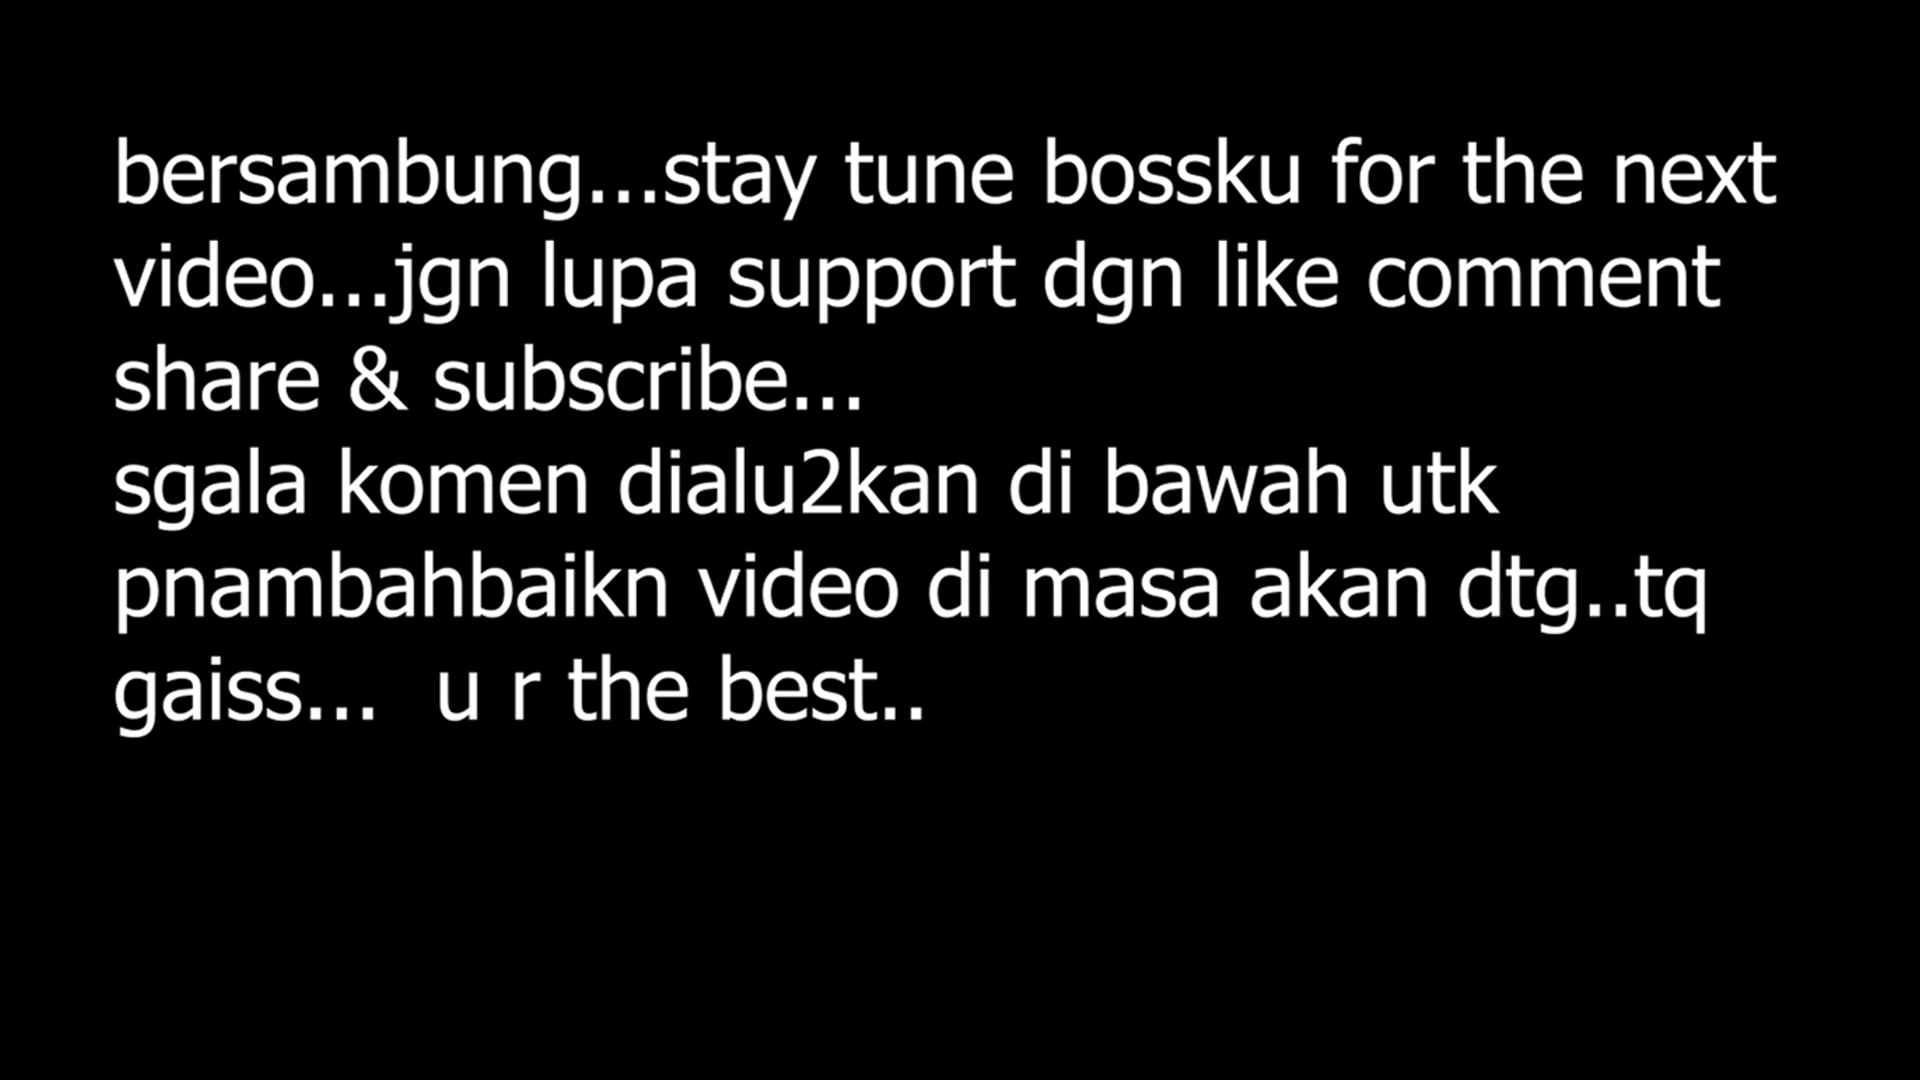 bersambung...stay tune bossku for the next
video...jgn lupa support dgn like comment
share & subscribe...
sgala komen dialu2kan di bawah utk
pnambahbaikn video di masa akan dtg..tq
gaiss...  u r the best..